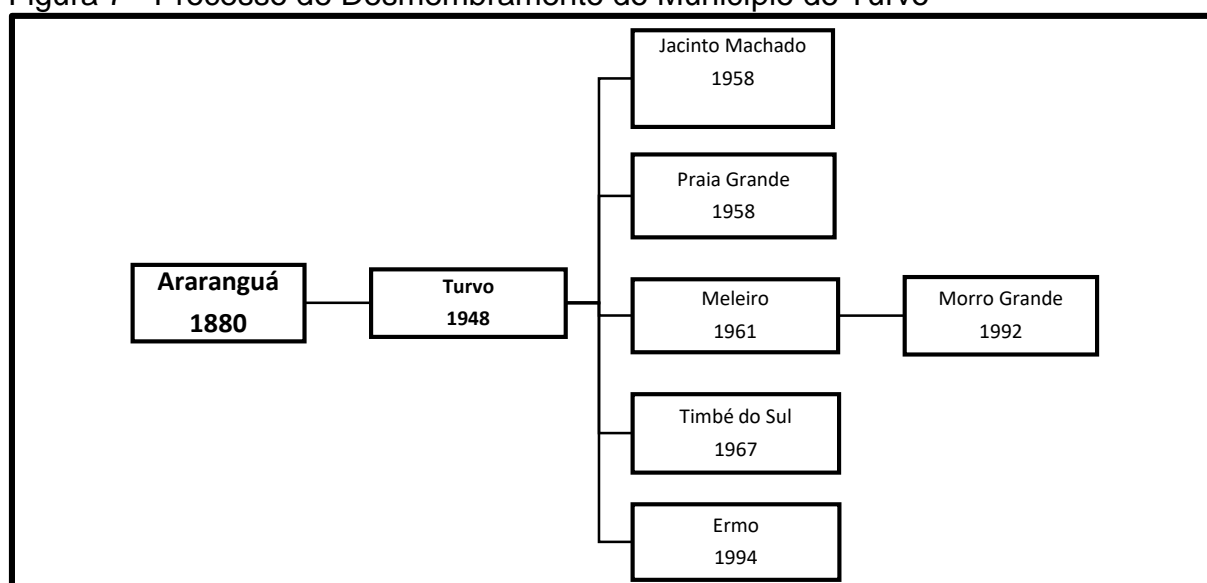 Figura 7 - Processo de Desmembramento do Município de Turvo
Jacinto Machado
1958
Praia Grande
1958
Araranguá
1880
Turvo
1948
Meleiro
1961
Morro Grande
1992
Timbé do Sul
1967
Ermo
1994